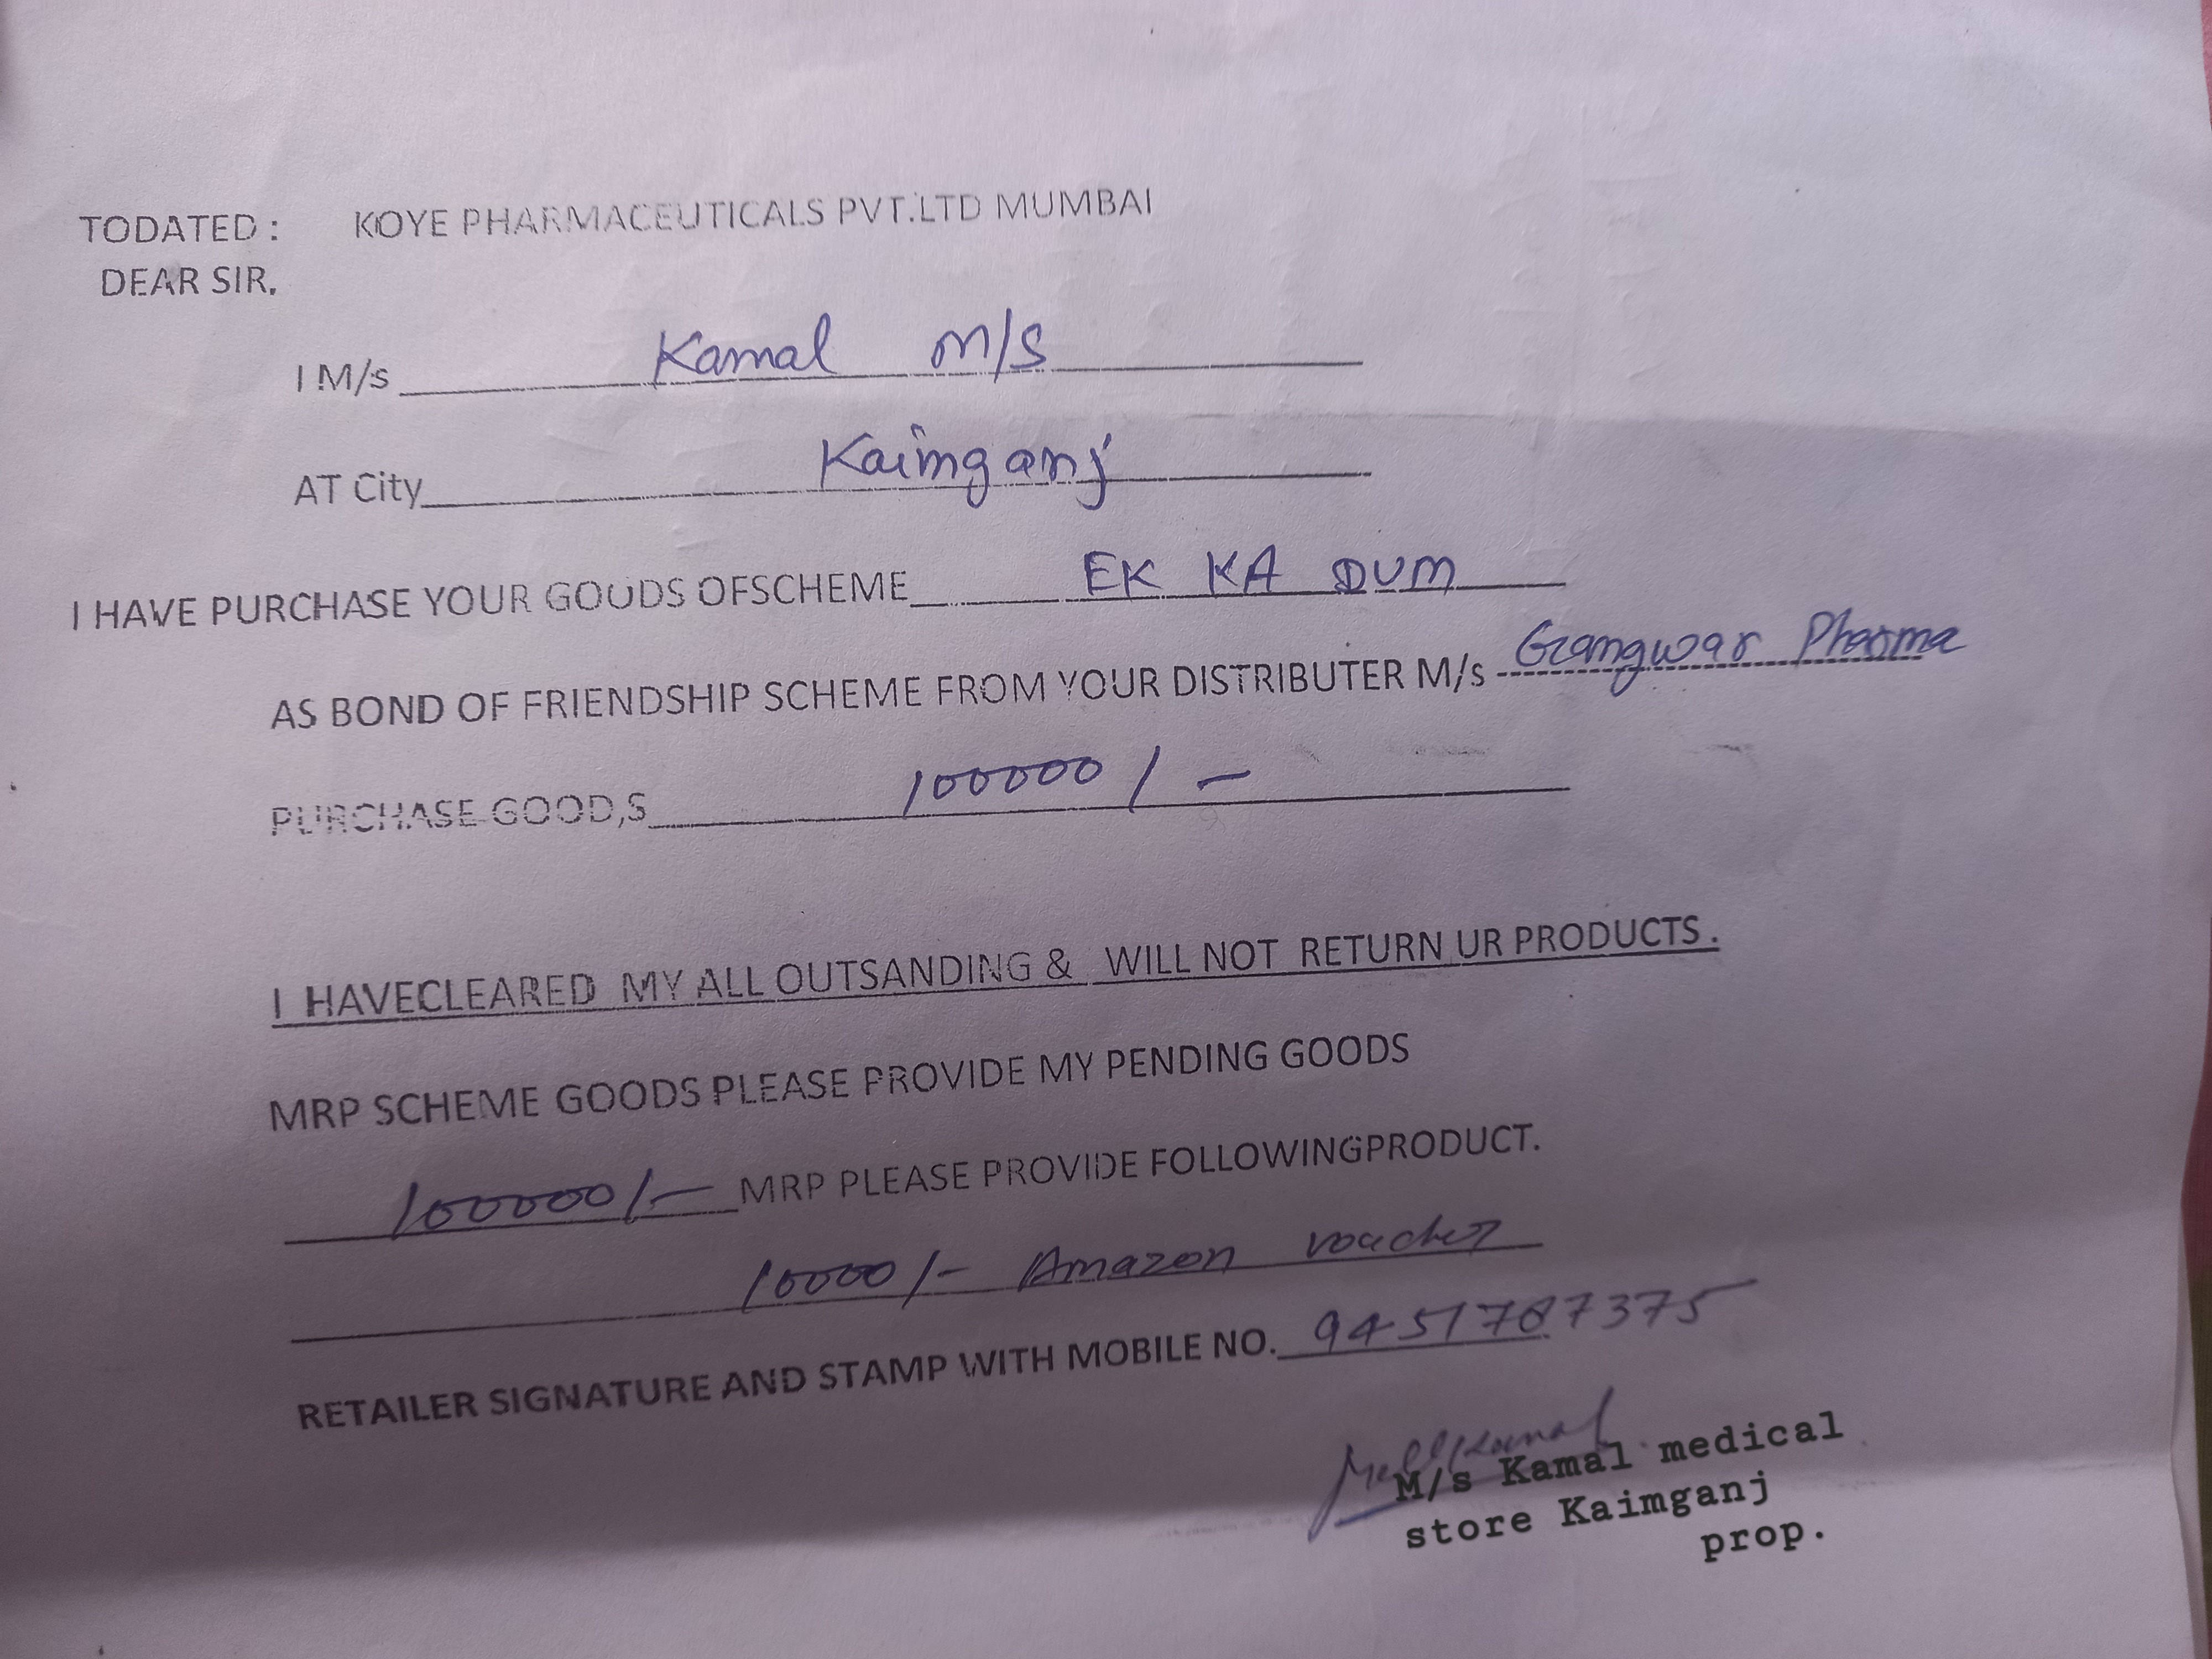 TODATED : KOYE PHARMACEUTICALS PVT.LTD MUMBAI
DEAR SIR,
I M/s Kamal M/S
AT City Kaimganj
I HAVE PURCHASE YOUR GOODS OFSCHEME EK KA DUM
AS BOND OF FRIENDSHIP SCHEME FROM YOUR DISTRIBUTER M/s Gangwar Pharma
PURCHASE GOOD,S 100000/-
I HAVECLEARED MY ALL OUTSANDING & WILL NOT RETURN UR PRODUCTS.
MRP SCHEME GOODS PLEASE PROVIDE MY PENDING GOODS
100000/- MRP PLEASE PROVIDE FOLLOWINGPRODUCT.
10000/- Amazon voucher
RETAILER SIGNATURE AND STAMP WITH MOBILE NO. 9451787375
M/s Kamal medical
store Kaimganj
prop.